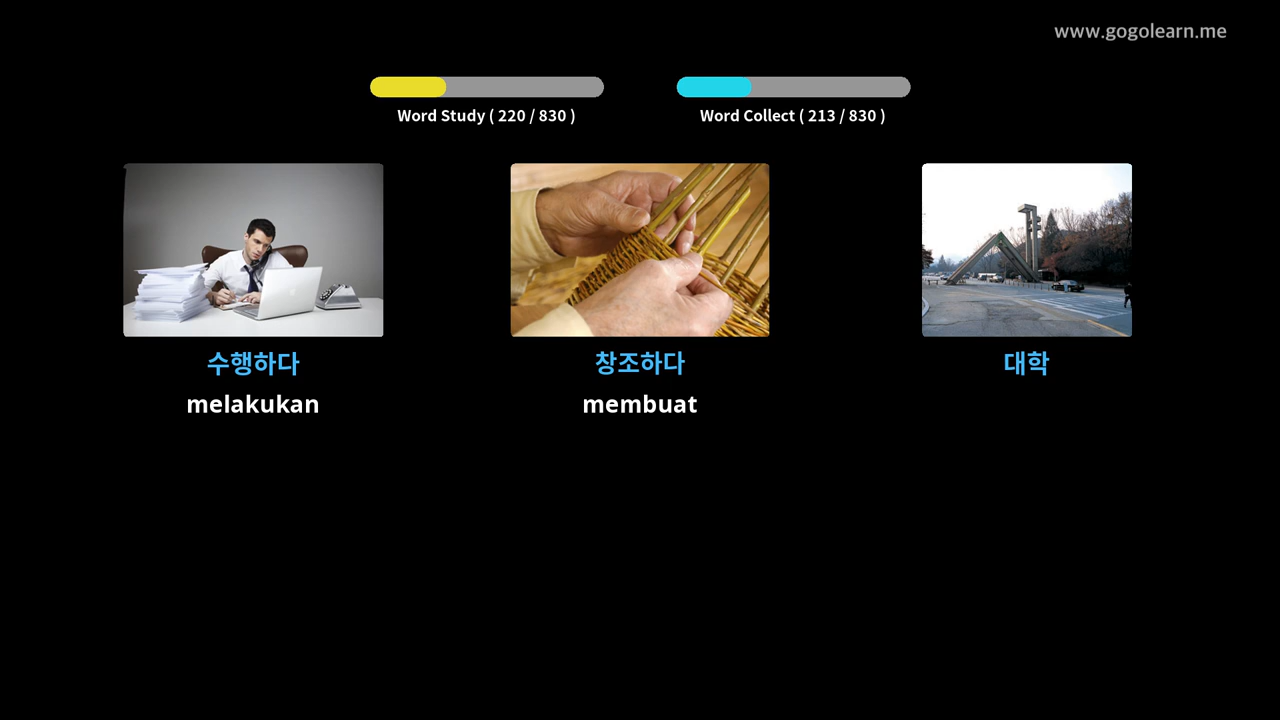 www.gogolearn.me
Word Study ( 220 / 830 )
Word Collect ( 213 / 830 )
수행하다
창조하다
대학
melakukan
membuat